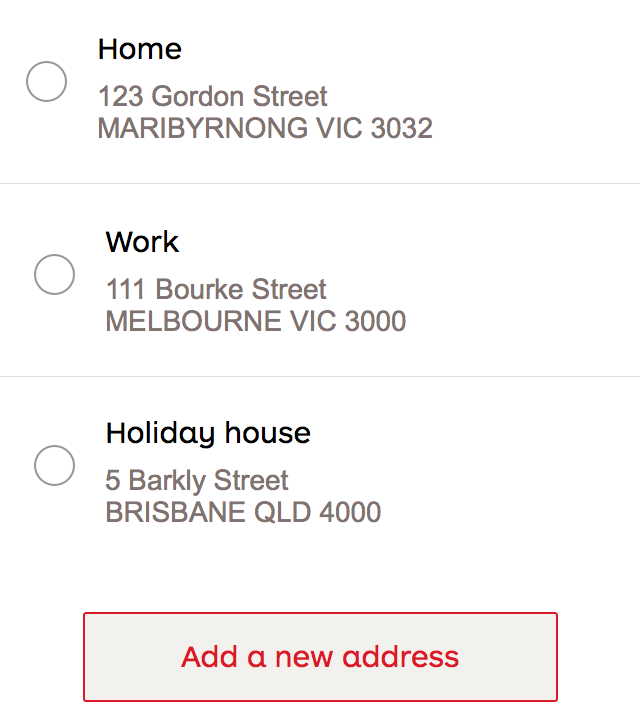 Home
123 Gordon Street
MARIBYRNONG VIC 3032
Work
111 Bourke Street
MELBOURNE VIC 3000
Holiday house
5 Barkly Street
BRISBANE QLD 4000
Add a new address